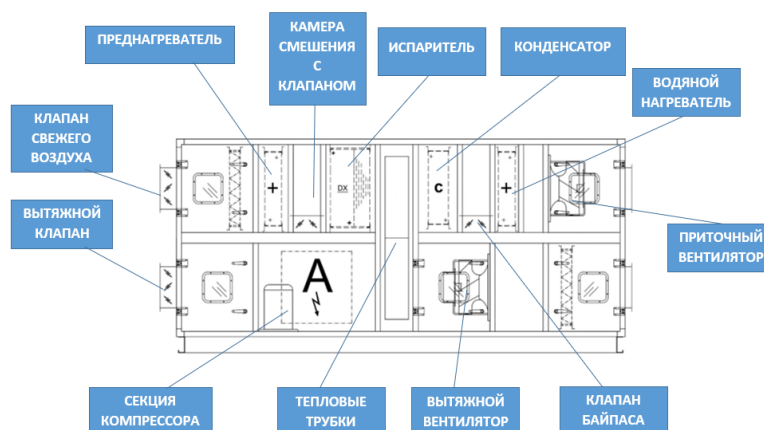 ПРЕДНАГРЕВАТЕЛЬ
КАМЕРА
СМЕШЕНИЯ
С
КЛАПАНОМ
ИСПАРИТЕЛЬ
КОНДЕНСАТОР
ВОДЯНОЙ
НАГРЕВАТЕЛЬ
КЛАПАН
СВЕЖЕГО
ВОЗДУХА
ВЫТЯЖНОЙ
КЛАПАН
+
DX
c
+
A
ПРИТОЧНЫЙ
ВЕНТИЛЯТОР
СЕКЦИЯ
КОМПРЕССОРА
ТЕПЛОВЫЕ
ТРУБКИ
ВЫТЯЖНОЙ
ВЕНТИЛЯТОР
КЛАПАН
БАЙПАСА